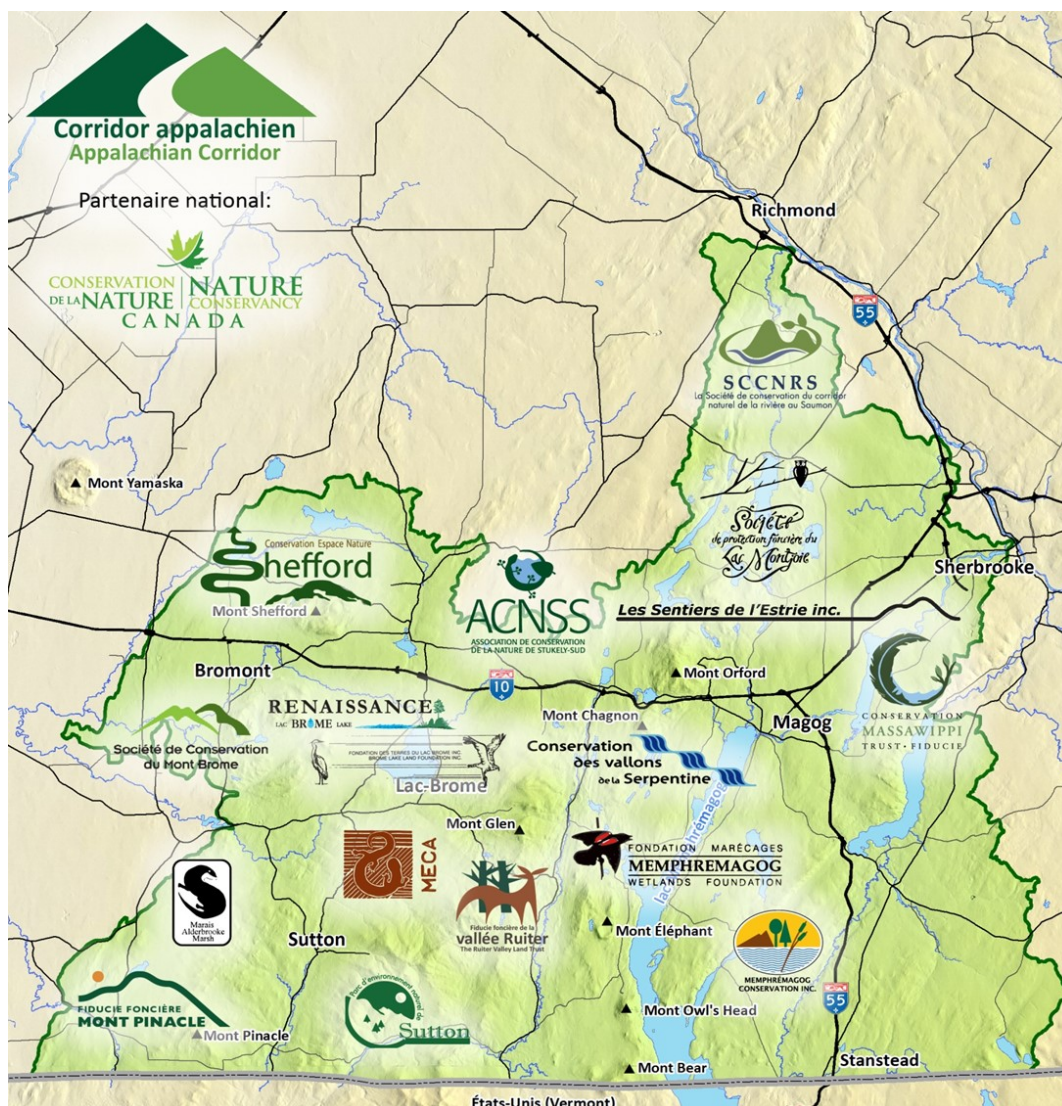 Corridor appalachien
Appalachian Corridor
Partenaire national:
CONSERVATION DE LA NATURE | NATURE CONSERVANCY
CANADA
Richmond
55
SCCNRS
La Société de conservation du corridor
naturel de la rivière au Saumon
Mont Yamaska
Société
de protection foncière du
Lac Montjoie
Conservation Espace Nature
Shefford
Mont Shefford
ACNSS
ASSOCIATION DE CONSERVATION
DE LA NATURE DE STUKELY-SUD
Sherbrooke
Les Sentiers de l'Estrie inc.
Bromont
10
Mont Orford
CONSERVATION
MASSAWIPPI
TRUST • FIDUCIE
RENAISSANCE
LAC BROME LAKE
Mont Chagnon
Magog
Société de Conservation
du Mont Brome
FONDATION DES TERRES DU LAC BROME INC.
BROME LAKE LAND FOUNDATION INC.
Lac-Brome
Conservation
des vallons
de la Serpentine
lac Memphrémagog
Mont Glen
MECA
FONDATION MARÉCAGES
MEMPHREMAGOG
WETLANDS FOUNDATION
Marais
Alderbrooke
Marsh
Fiducie foncière de la
vallée Ruiter
The Ruiter Valley Land Trust
Sutton
Mont Éléphant
MEMPHRÉMAGOG
CONSERVATION INC.
FIDUCIE FONCIÈRE
MONT PINACLE
Mont Pinacle
Parc d'environnement naturel de
Sutton
Mont Owl's Head
55
Mont Bear
Stanstead
États-Unis (Vermont)